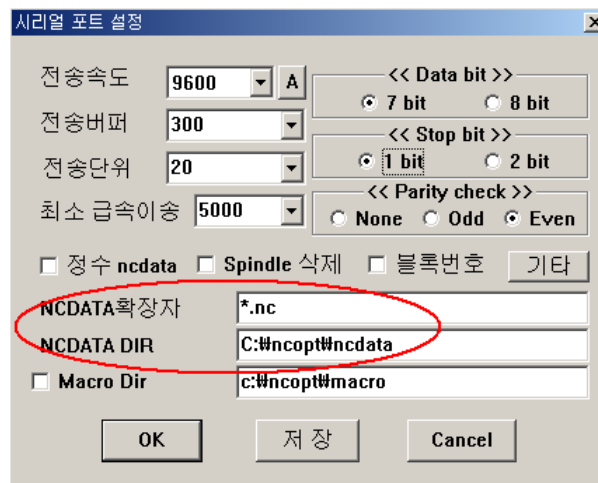 시리얼 포트 설정
전송속도 9600 A
<< Data bit >>
7 bit 8 bit
전송버퍼 300
<< Stop bit >>
1 bit 2 bit
전송단위 20
<< Parity check >>
None Odd Even
최소 급속이송 5000
정수 ncdata Spindle 삭제 블록번호 기타
NCDATA확장자 *.nc
NCDATA DIR C:₩ncopt₩ncdata
Macro Dir c:₩ncopt₩macro
OK 저 장 Cancel